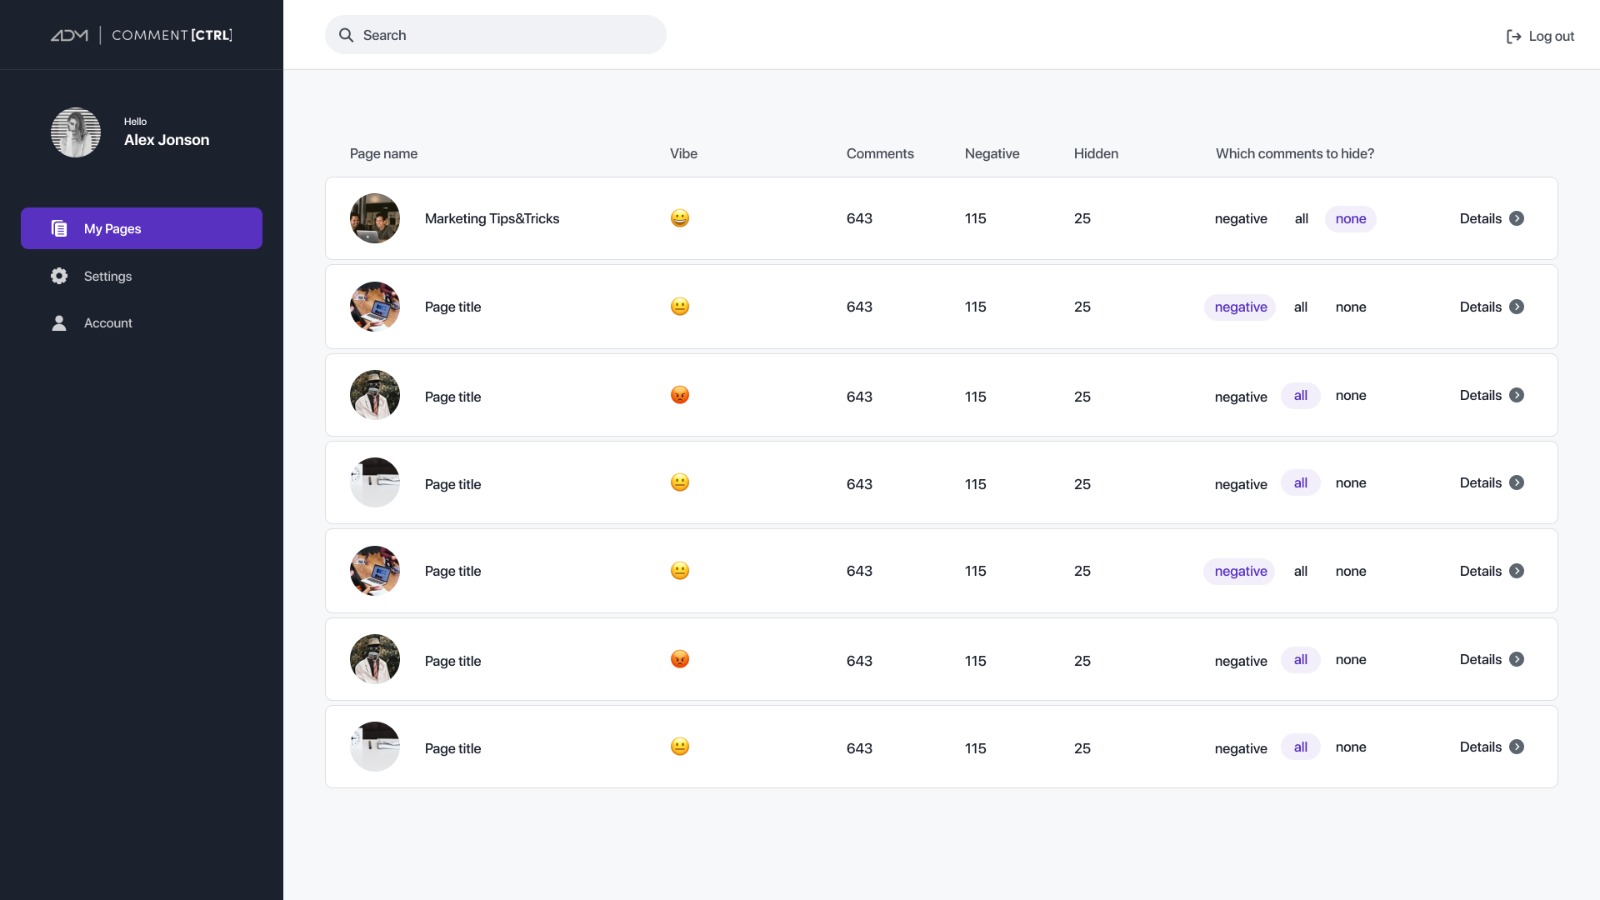 ADM | COMMENT [CTRL]
Search
Log out
Hello
Alex Jonson
My Pages
Settings
Account
Page name Vibe Comments Negative Hidden Which comments to hide?
Marketing Tips&Tricks 643 115 25 negative all none Details
Page title 643 115 25 negative all none Details
Page title 643 115 25 negative all none Details
Page title 643 115 25 negative all none Details
Page title 643 115 25 negative all none Details
Page title 643 115 25 negative all none Details
Page title 643 115 25 negative all none Details